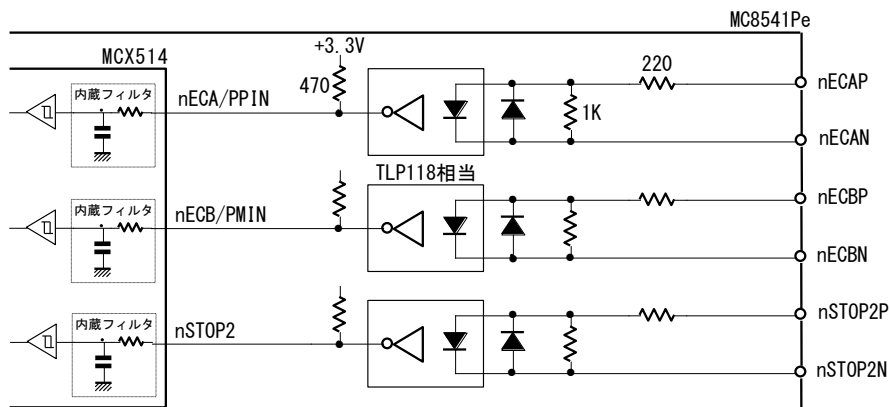 MC8541Pe
MCX514
+3.3V
470
220
内蔵フィルタ
nECA/PPIN
nECAP
1K
nECAN
TLP118相当
内蔵フィルタ
nECB/PMIN
nECBP
nECBN
内蔵フィルタ
nSTOP2
nSTOP2P
nSTOP2N